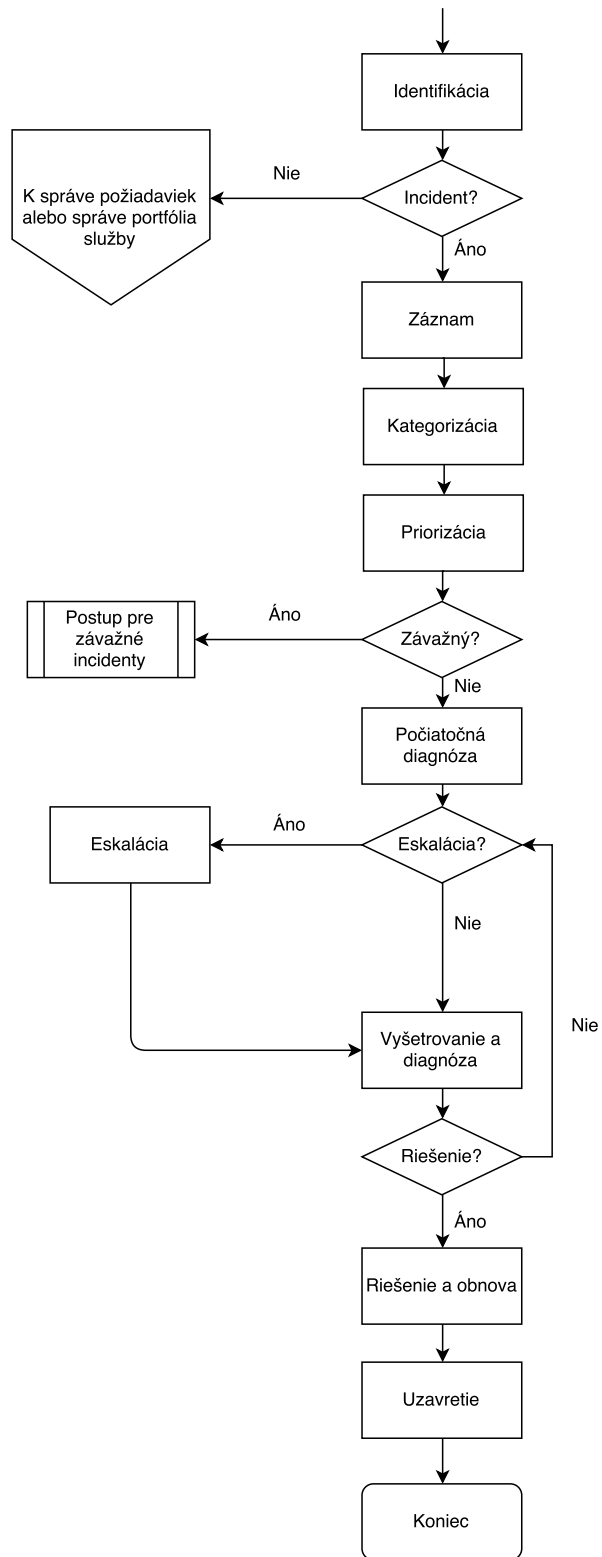 Identifikácia
Incident?
Nie
K správe požiadaviek
alebo správe portfólia
služby
Áno
Záznam
Kategorizácia
Priorizácia
Závažný?
Áno
Postup pre
závažné
incidenty
Nie
Počiatočná
diagnóza
Eskalácia?
Áno
Eskalácia
Nie
Vyšetrovanie a
diagnóza
Nie
Riešenie?
Áno
Riešenie a obnova
Uzavretie
Koniec